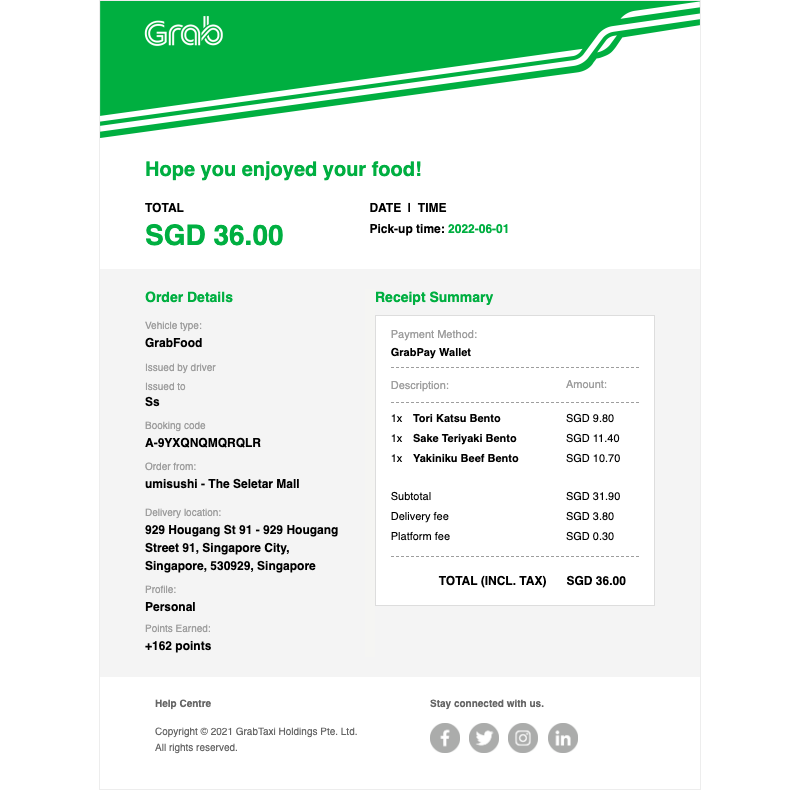 Grab
Hope you enjoyed your food!
TOTAL
SGD 36.00
DATE | TIME
Pick-up time: 2022-06-01
Order Details
Vehicle type:
GrabFood
Issued by driver
Issued to
Ss
Booking code
A-9YXQNQMQRQLR
Order from:
umisushi - The Seletar Mall
Delivery location:
929 Hougang St 91 - 929 Hougang
Street 91, Singapore City,
Singapore, 530929, Singapore
Profile:
Personal
Points Earned:
+162 points
Receipt Summary
Payment Method:
GrabPay Wallet
Description: Amount:
1x Tori Katsu Bento SGD 9.80
1x Sake Teriyaki Bento SGD 11.40
1x Yakiniku Beef Bento SGD 10.70
Subtotal SGD 31.90
Delivery fee SGD 3.80
Platform fee SGD 0.30
TOTAL (INCL. TAX) SGD 36.00
Help Centre
Copyright © 2021 GrabTaxi Holdings Pte. Ltd.
All rights reserved.
Stay connected with us.